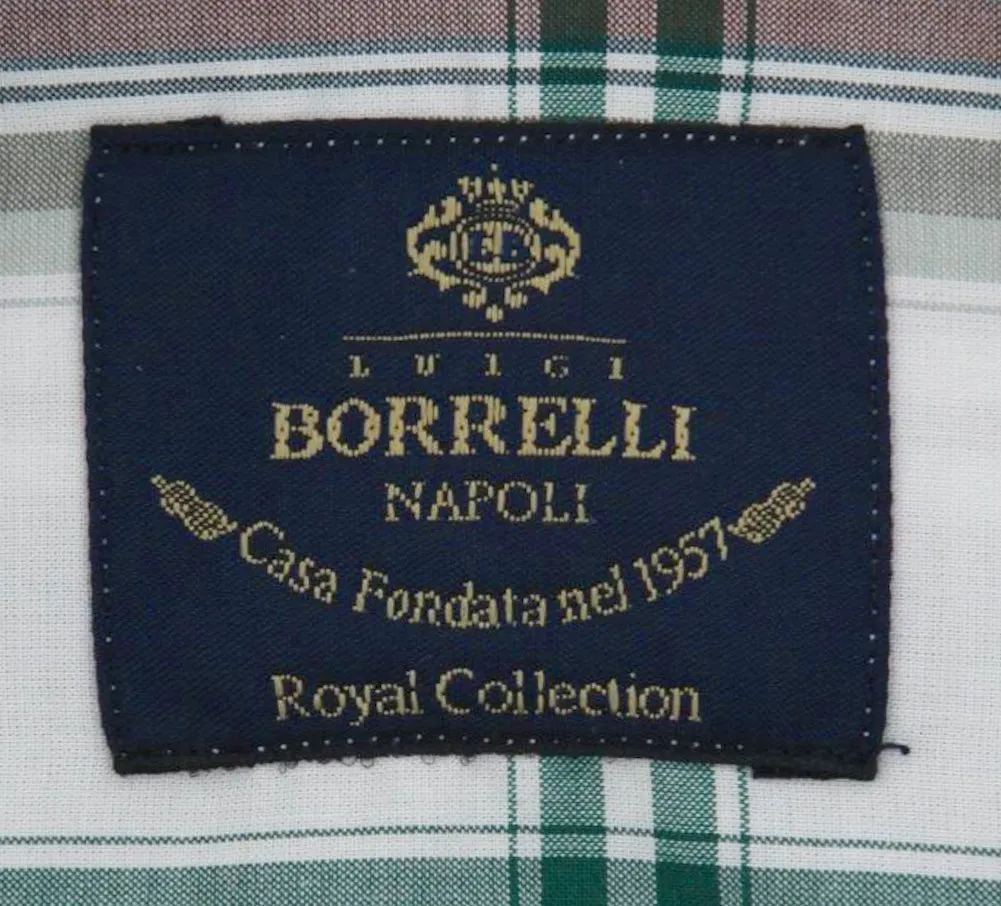 LUIGI
BORRELLI
NAPOLI
Casa Fondata nel 1957
Royal Collection